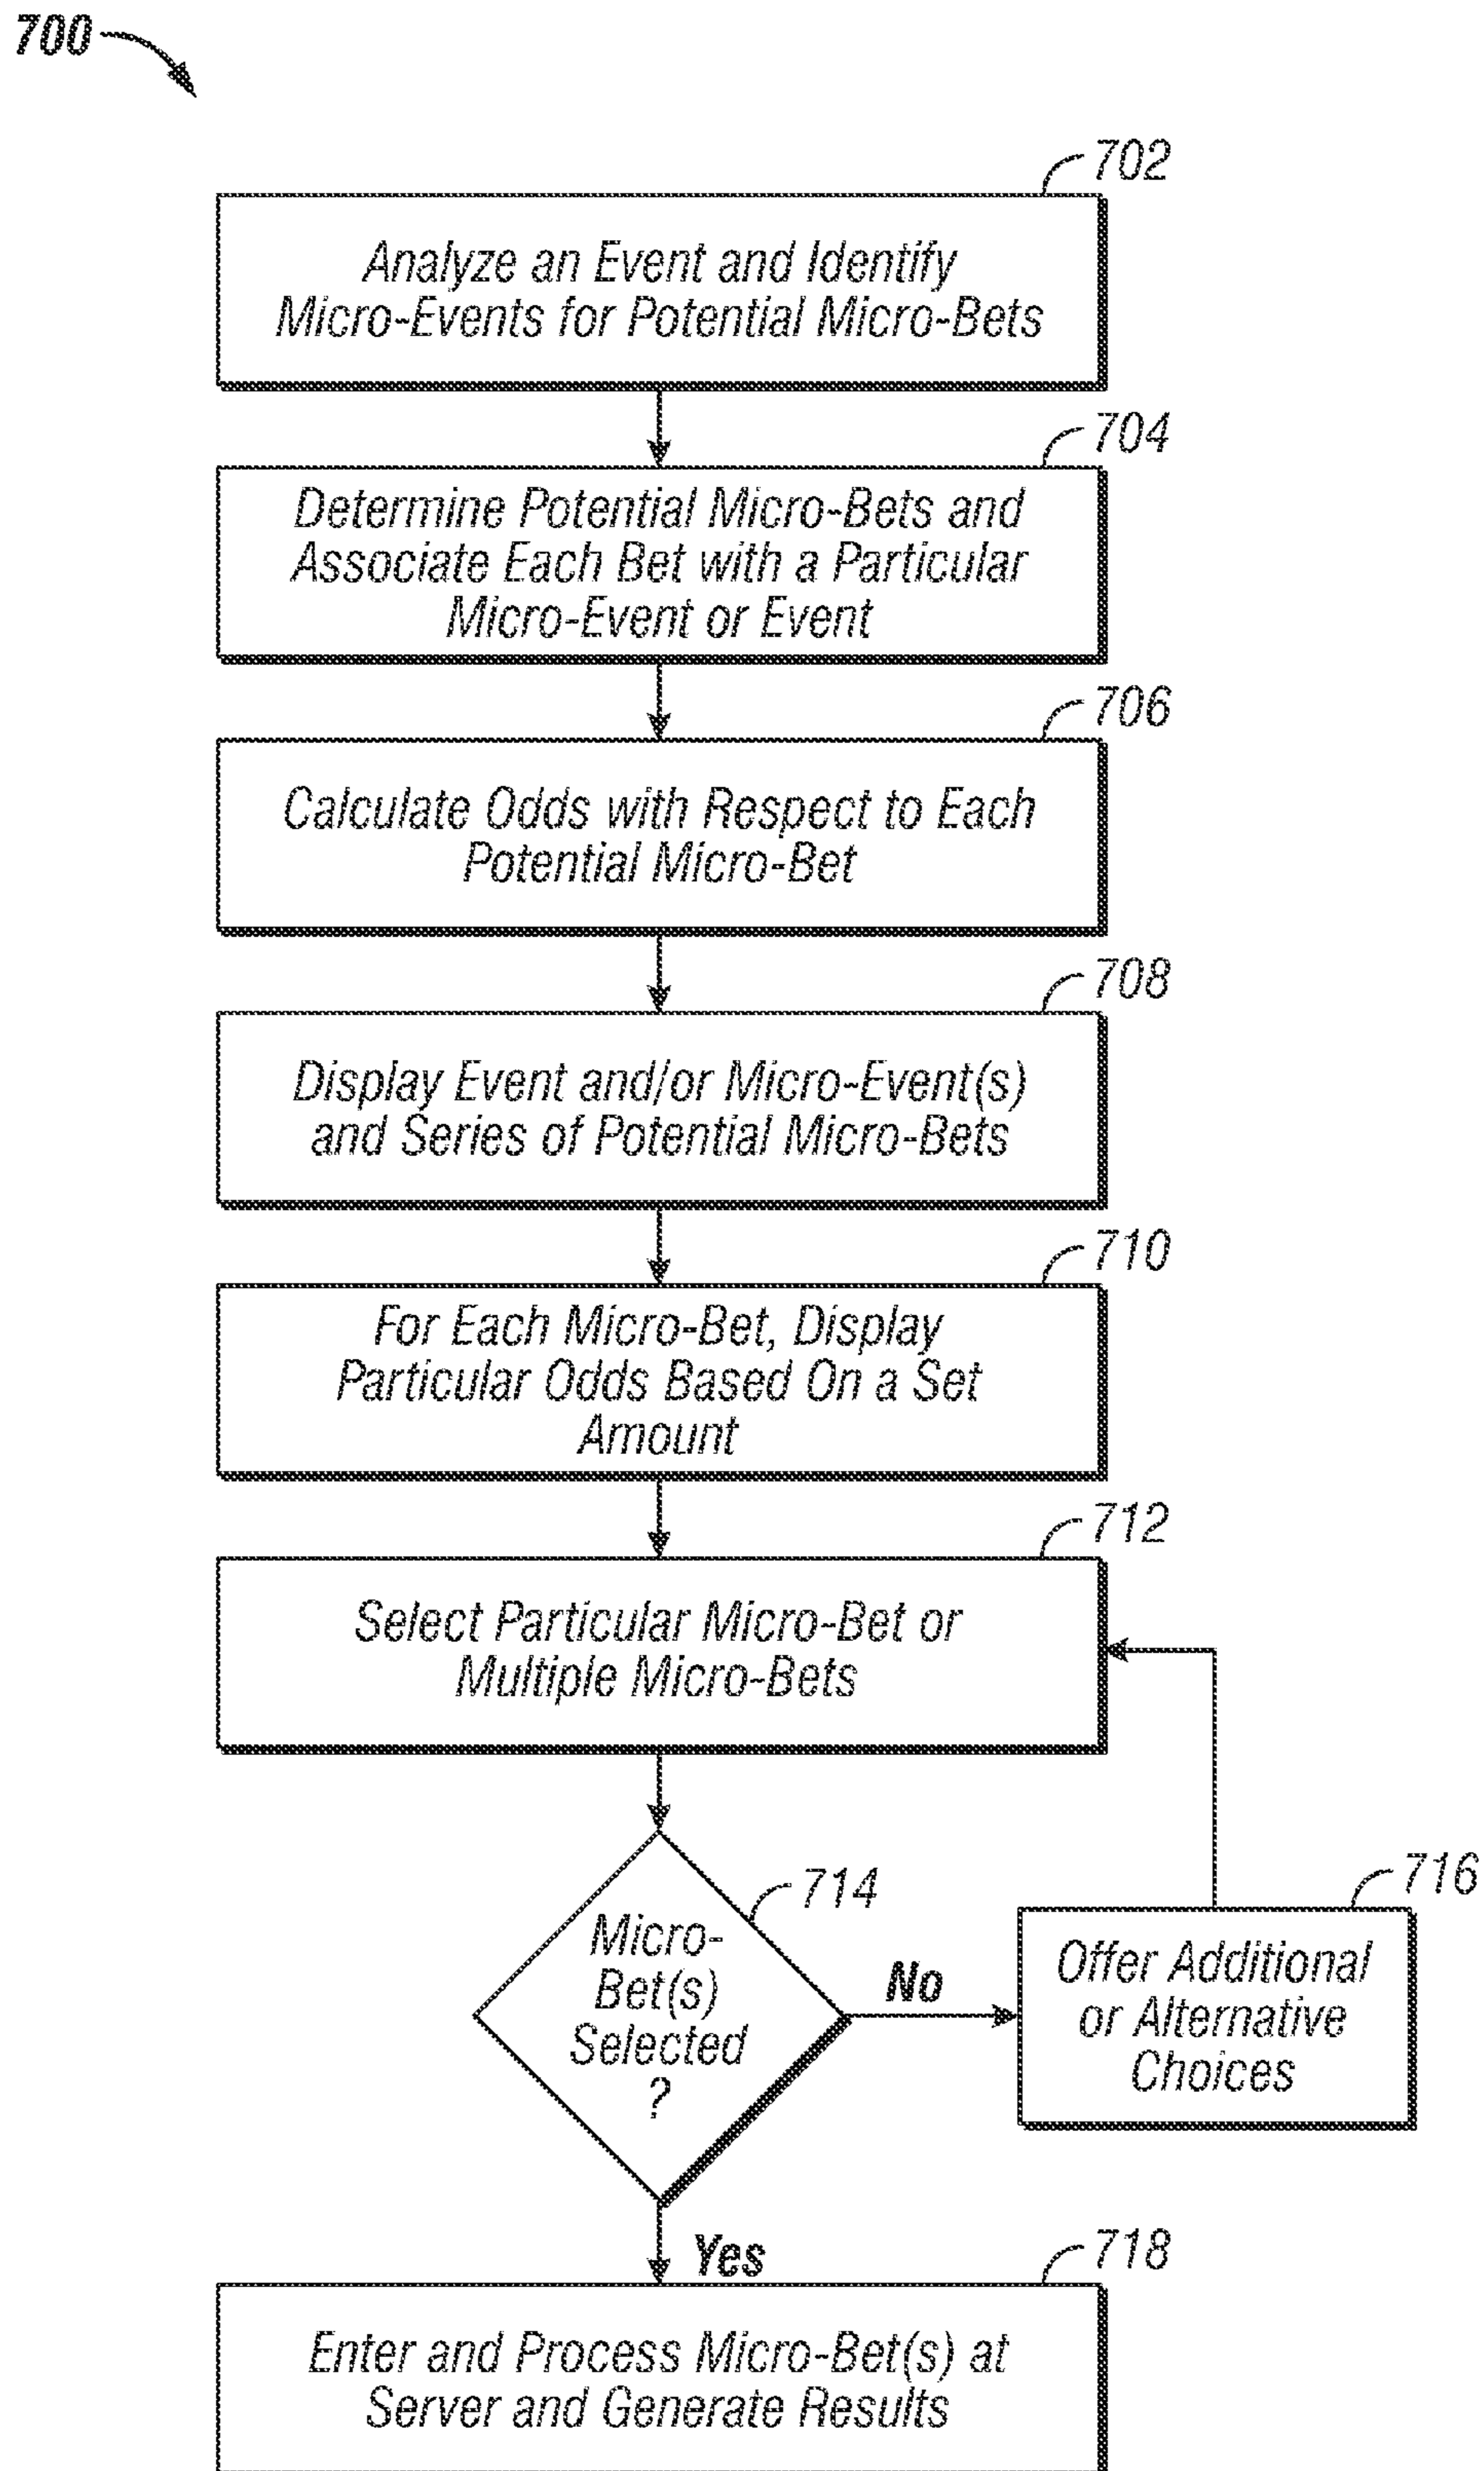 700
702
Analyze an Event and Identify
Micro-Events for Potential Micro-Bets
704
Determine Potential Micro-Bets and
Associate Each Bet with a Particular
Micro-Event or Event
706
Calculate Odds with Respect to Each
Potential Micro-Bet
708
Display Event and/or Micro-Event(s)
and Series of Potential Micro-Bets
710
For Each Micro-Bet, Display
Particular Odds Based On a Set
Amount
712
Select Particular Micro-Bet or
Multiple Micro-Bets
714
Micro-
Bet(s)
Selected
?
No
716
Offer Additional
or Alternative
Choices
Yes
718
Enter and Process Micro-Bet(s) at
Server and Generate Results